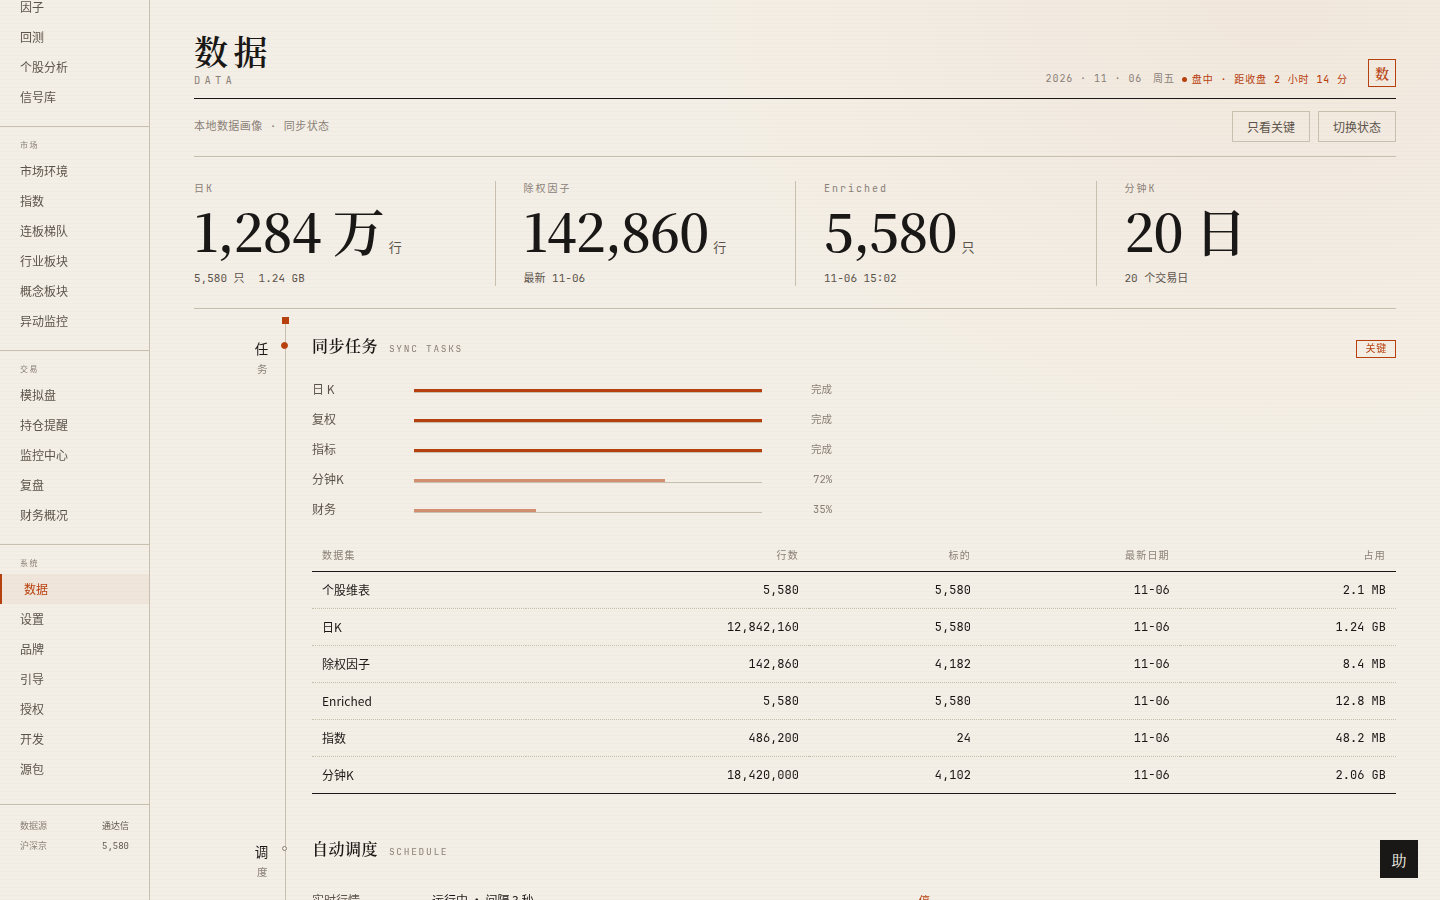 因子
回测
个股分析
信号库
市场
市场环境
指数
连板梯队
行业板块
概念板块
异动监控
交易
模拟盘
持仓提醒
监控中心
复盘
财务概况
系统
数据
设置
品牌
引导
授权
开发
源包
数据源 通达信
沪深京 5,580
数据
DATA
2026 · 11 · 06 周五 盘中 · 距收盘 2 小时 14 分
数
本地数据画像 · 同步状态
只看关键 切换状态
日K
1,284 万 行
5,580 只 1.24 GB
除权因子
142,860 行
最新 11-06
Enriched
5,580 只
11-06 15:02
分钟K
20 日
20 个交易日
任务
同步任务 SYNC TASKS
关键
日 K 完成
复权 完成
指标 完成
分钟K 72%
财务 35%
数据集 行数 标的 最新日期 占用
个股维表 5,580 5,580 11-06 2.1 MB
日K 12,842,160 5,580 11-06 1.24 GB
除权因子 142,860 4,182 11-06 8.4 MB
Enriched 5,580 5,580 11-06 12.8 MB
指数 486,200 24 11-06 48.2 MB
分钟K 18,420,000 4,102 11-06 2.06 GB
调度
自动调度 SCHEDULE
助
实时行情 运行中 · 间隔 3 秒